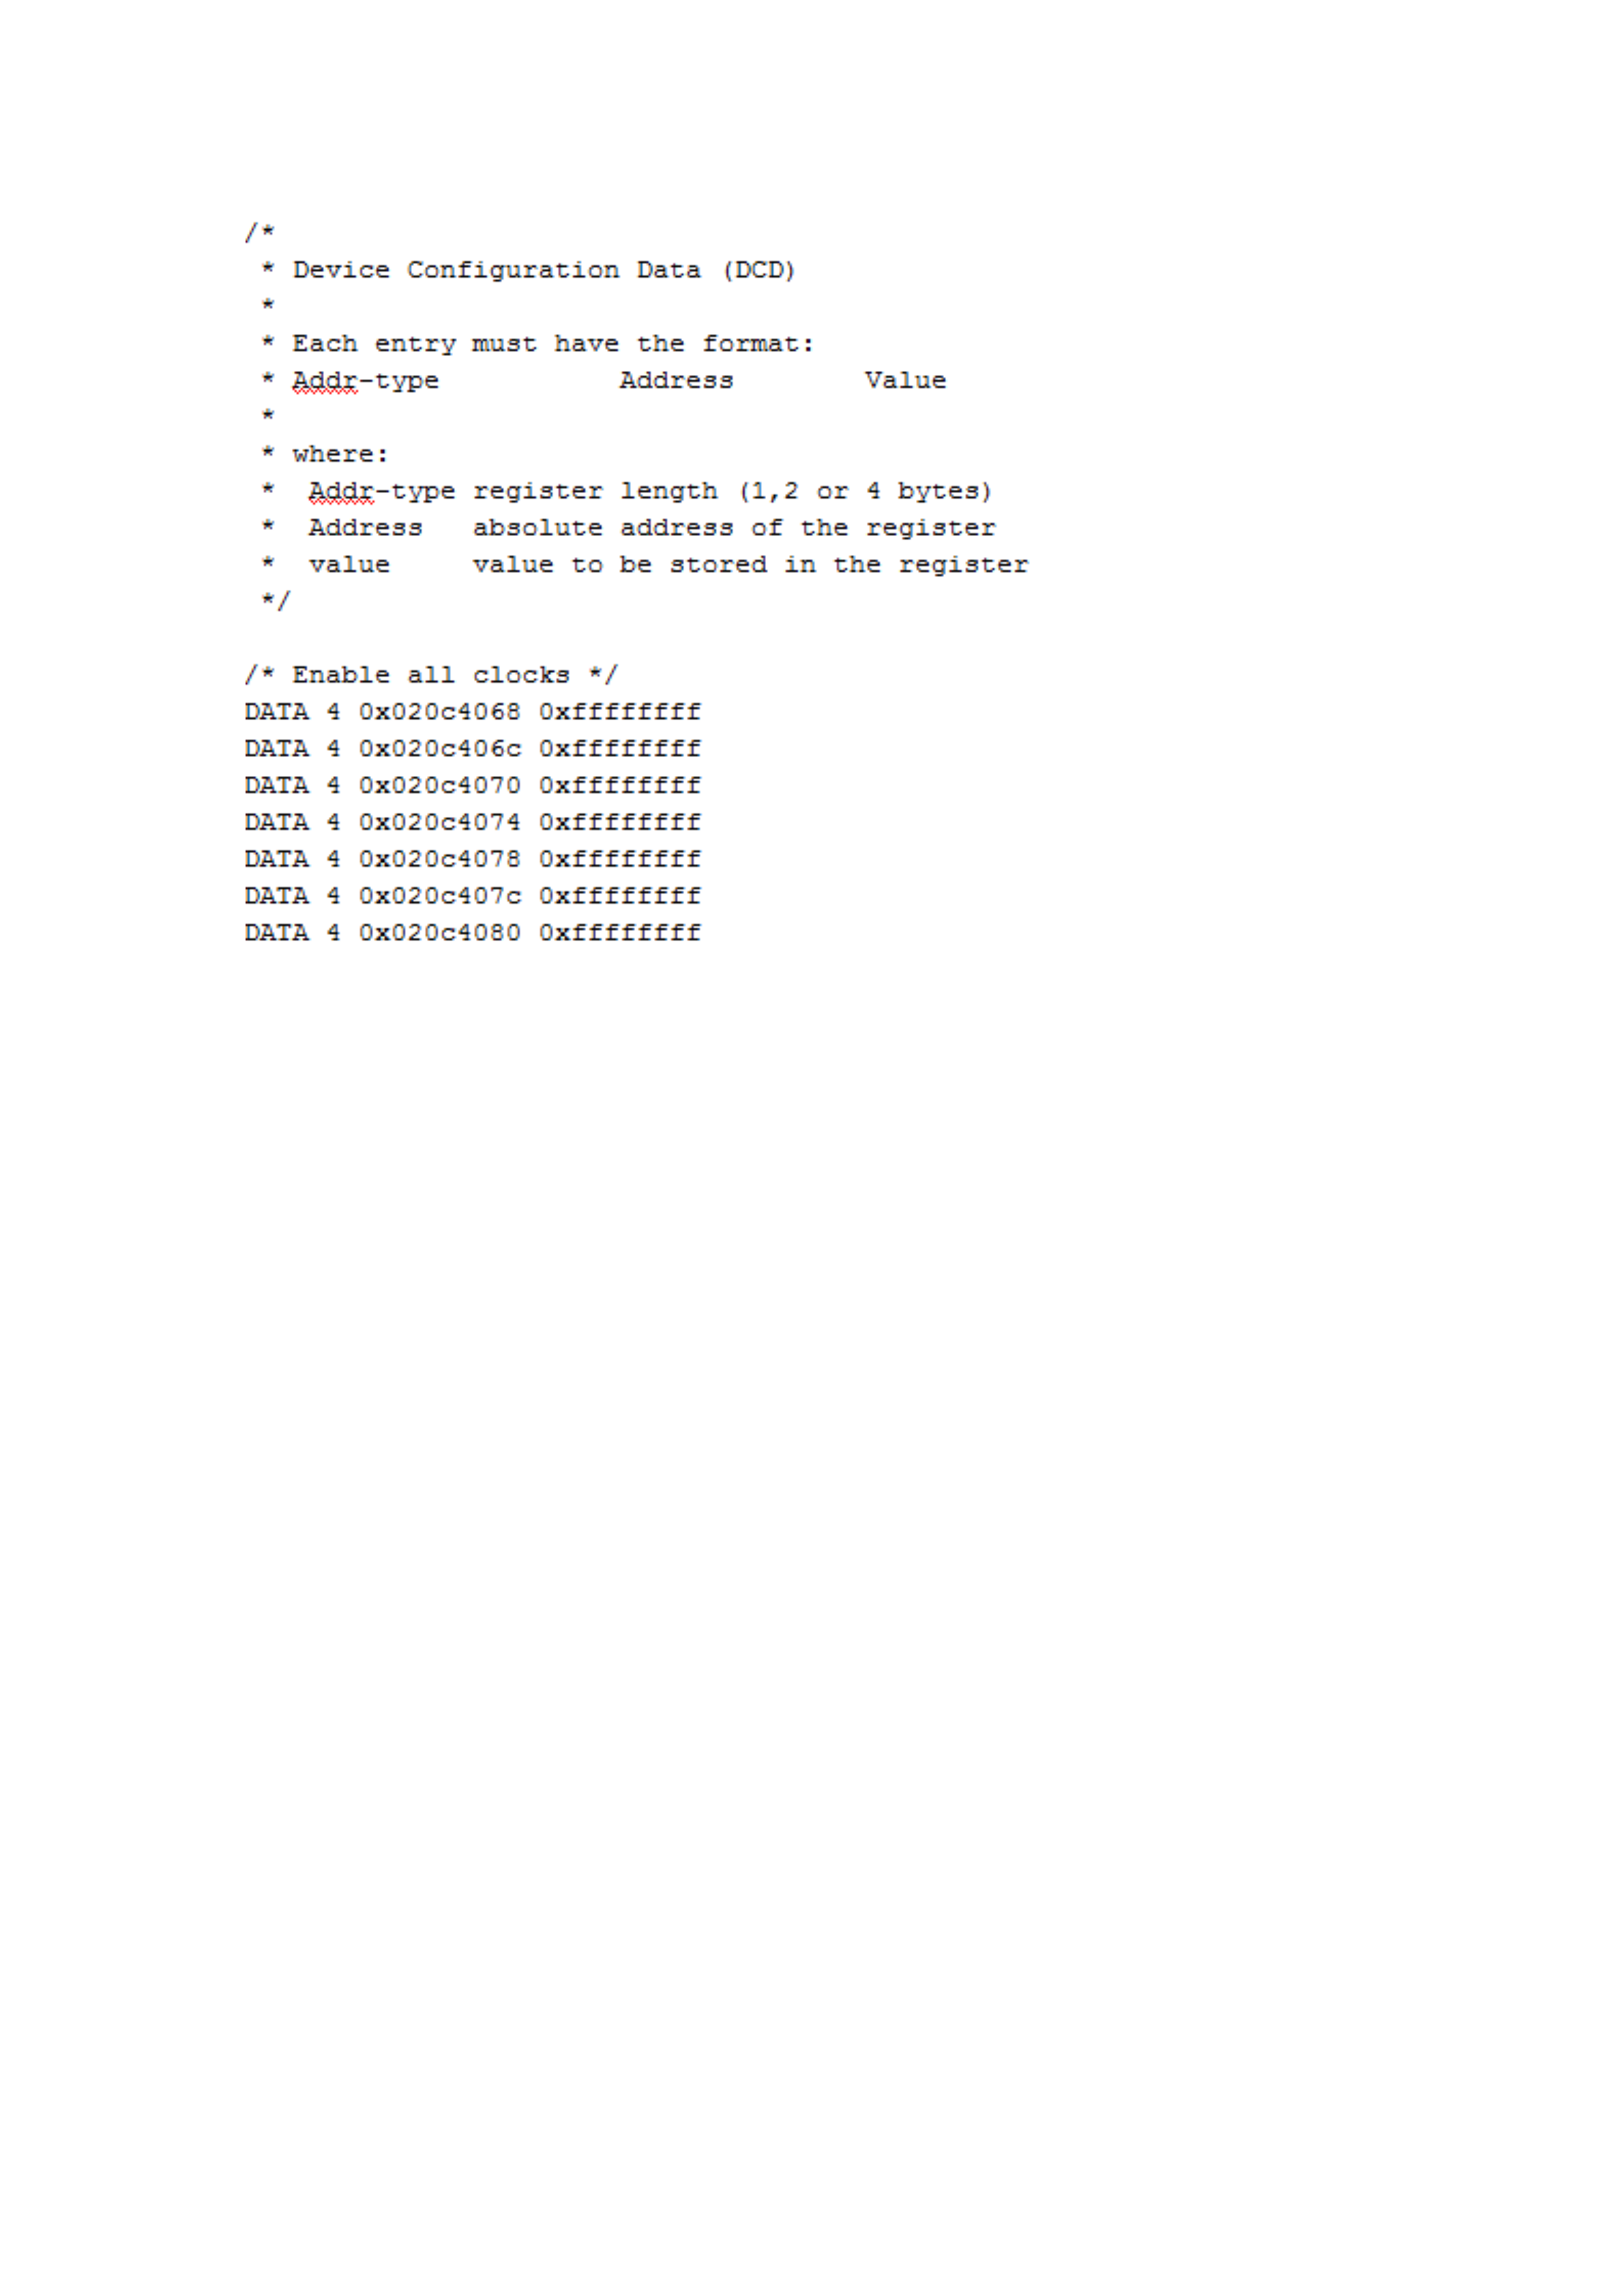 /*
 * Device Configuration Data (DCD)
 *
 * Each entry must have the format:
 * Addr-type           Address        Value
 *
 * where:
 *  Addr-type register length (1,2 or 4 bytes)
 *  Address   absolute address of the register
 *  value     value to be stored in the register
 */

/* Enable all clocks */
DATA 4 0x020c4068 0xffffffff
DATA 4 0x020c406c 0xffffffff
DATA 4 0x020c4070 0xffffffff
DATA 4 0x020c4074 0xffffffff
DATA 4 0x020c4078 0xffffffff
DATA 4 0x020c407c 0xffffffff
DATA 4 0x020c4080 0xffffffff